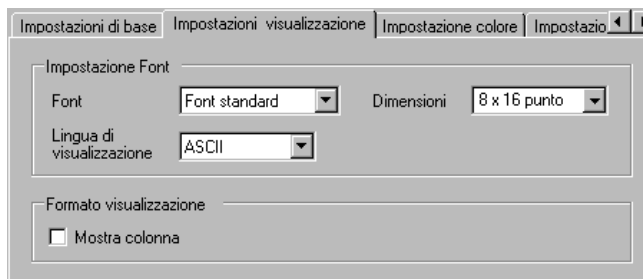 Impostazioni di base Impostazioni visualizzazione Impostazione colore Impostazio
Impostazione Font
Font Font standard Dimensioni 8 x 16 punto
Lingua di
visualizzazione ASCII
Formato visualizzazione
Mostra colonna